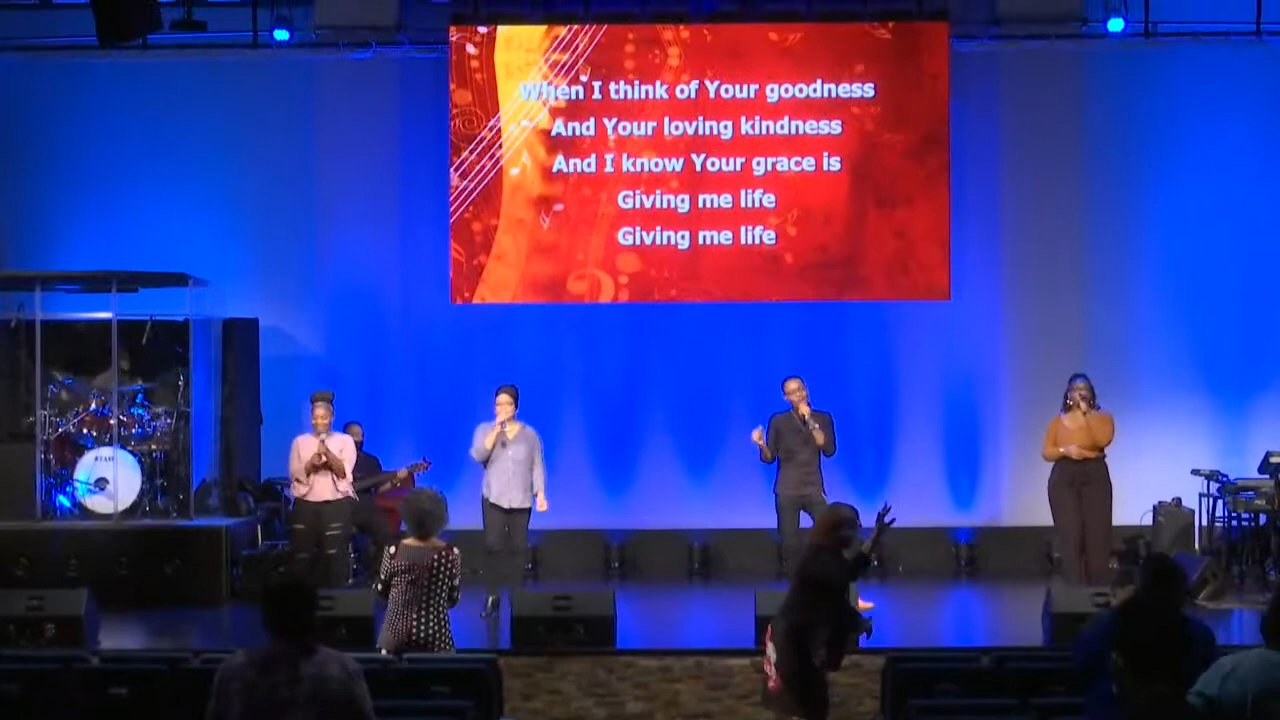 When I think of Your goodness
And Your loving kindness
And I know Your grace is
Giving me life
Giving me life
TAMA